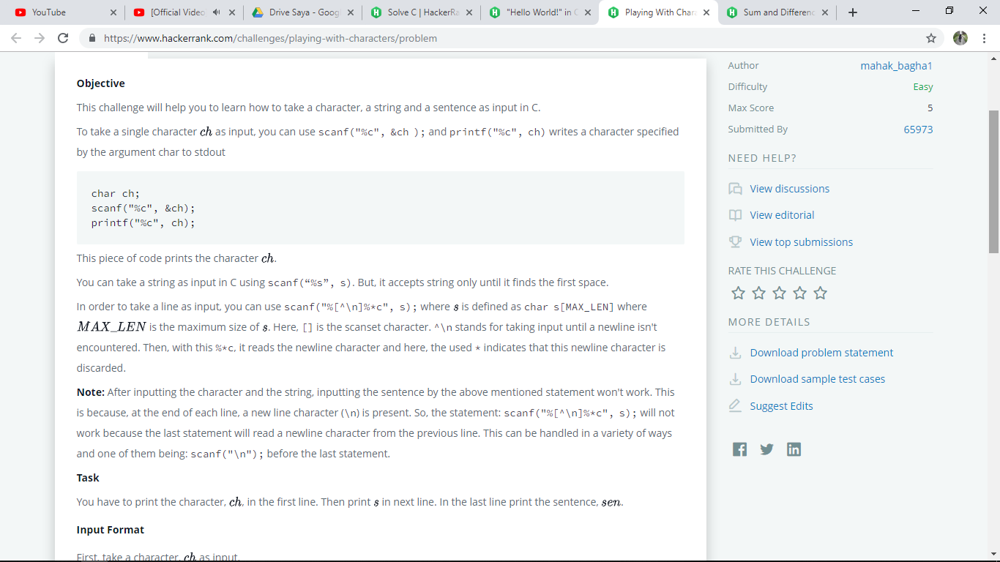 YouTube
[Official Video
Drive Saya - Goog
Solve C | HackerRa
"Hello World!" in C
Playing With Chara
Sum and Differenc
https://www.hackerrank.com/challenges/playing-with-characters/problem
Objective
This challenge will help you to learn how to take a character, a string and a sentence as input in C.
To take a single character ch as input, you can use scanf("%c", &ch ); and printf("%c", ch) writes a character specified
by the argument char to stdout
char ch;
scanf("%c", &ch);
printf("%c", ch);
This piece of code prints the character ch.
You can take a string as input in C using scanf(“%s”, s). But, it accepts string only until it finds the first space.
In order to take a line as input, you can use scanf("%[^\n]%*c", s); where s is defined as char s[MAX_LEN] where
MAX_LEN is the maximum size of s. Here, [] is the scanset character. ^\n stands for taking input until a newline isn't
encountered. Then, with this %*c, it reads the newline character and here, the used * indicates that this newline character is
discarded.
Note: After inputting the character and the string, inputting the sentence by the above mentioned statement won't work. This
is because, at the end of each line, a new line character (\n) is present. So, the statement: scanf("%[^\n]%*c", s); will not
work because the last statement will read a newline character from the previous line. This can be handled in a variety of ways
and one of them being: scanf("\n"); before the last statement.
Task
You have to print the character, ch, in the first line. Then print s in next line. In the last line print the sentence, sen.
Input Format
First, take a character, ch as input.
Author mahak_bagha1
Difficulty Easy
Max Score 5
Submitted By 65973
NEED HELP?
View discussions
View editorial
View top submissions
RATE THIS CHALLENGE
MORE DETAILS
Download problem statement
Download sample test cases
Suggest Edits